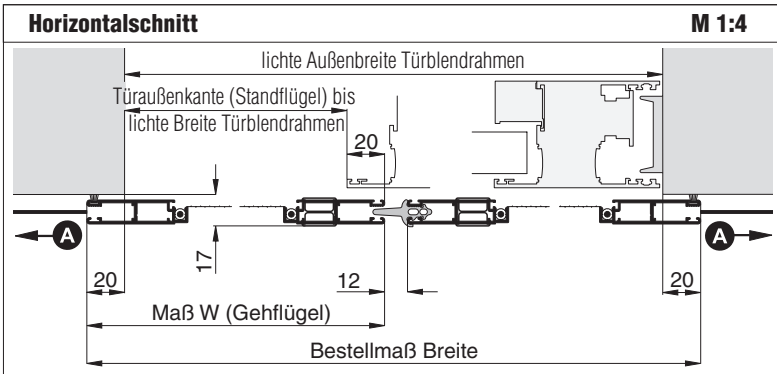 Horizontalschnitt M 1:4
lichte Außenbreite Türblendrahmen
Türaußenkante (Standflügel) bis
lichte Breite Türblendrahmen
20
A
A
17
20
12
20
Maß W (Gehflügel)
Bestellmaß Breite